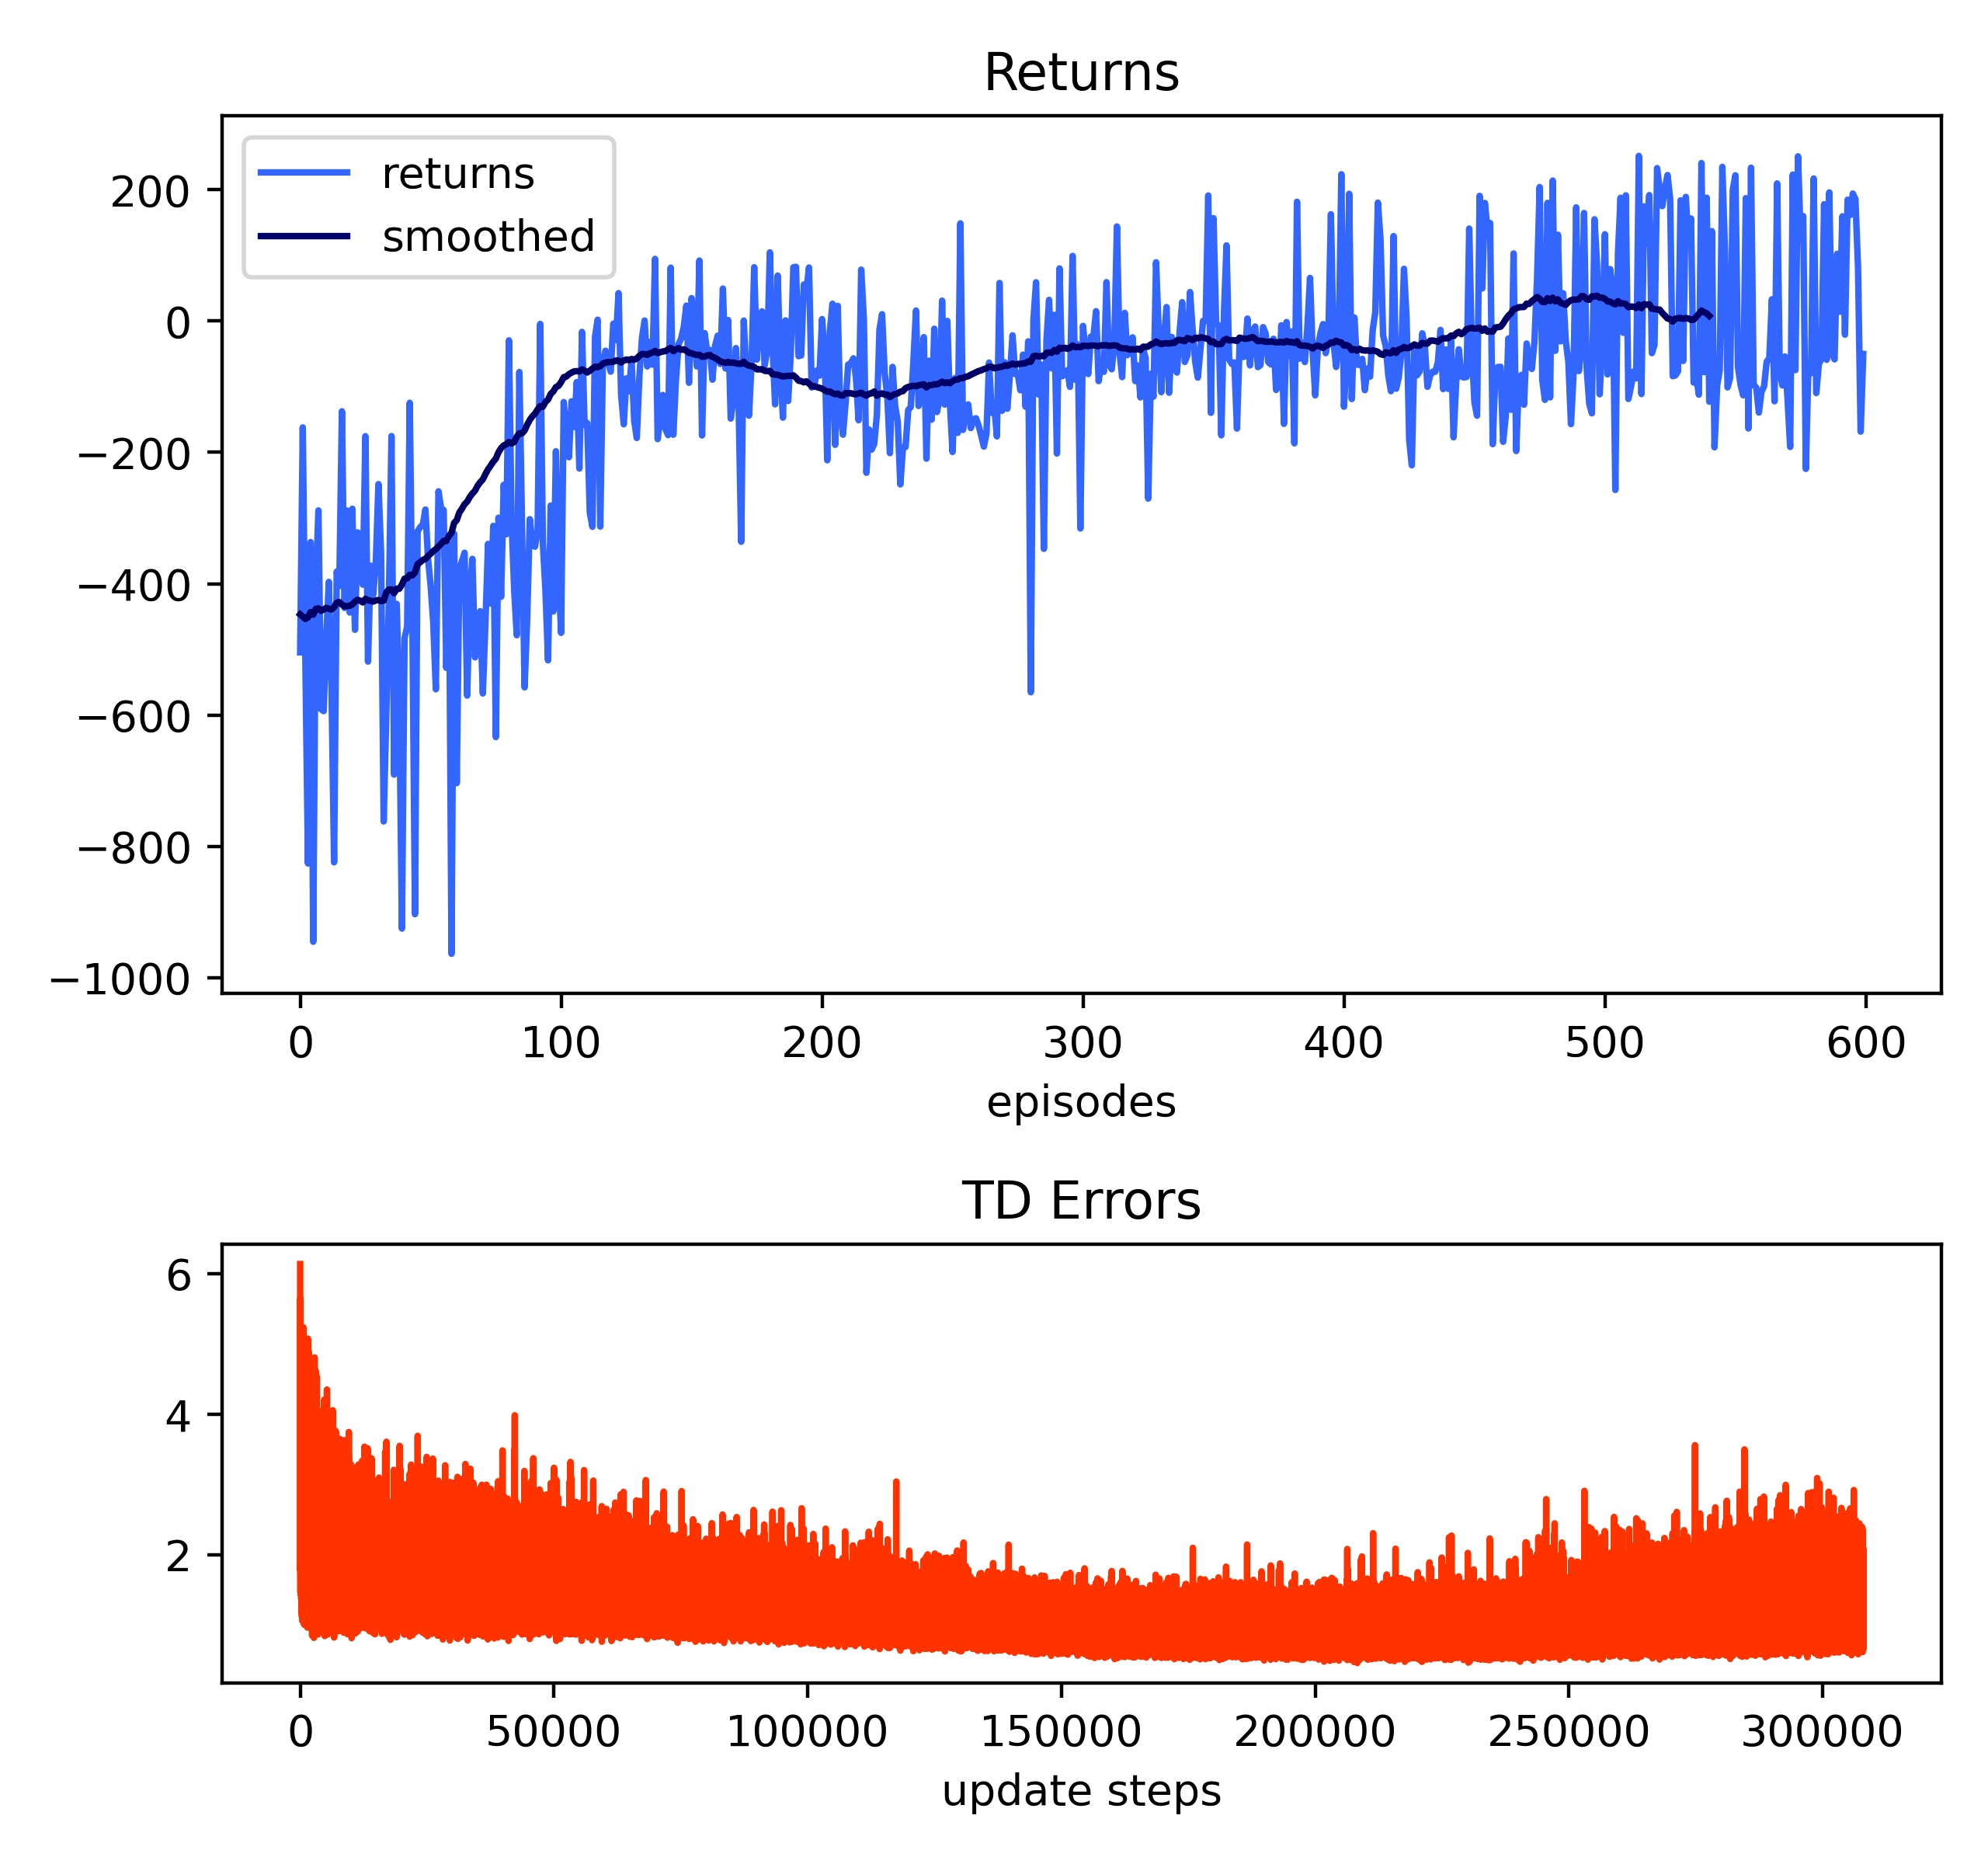 Returns
returns
smoothed
200
0
−200
−400
−600
−800
−1000
0 100 200 300 400 500 600
episodes
TD Errors
6
4
2
0 50000 100000 150000 200000 250000 300000
update steps